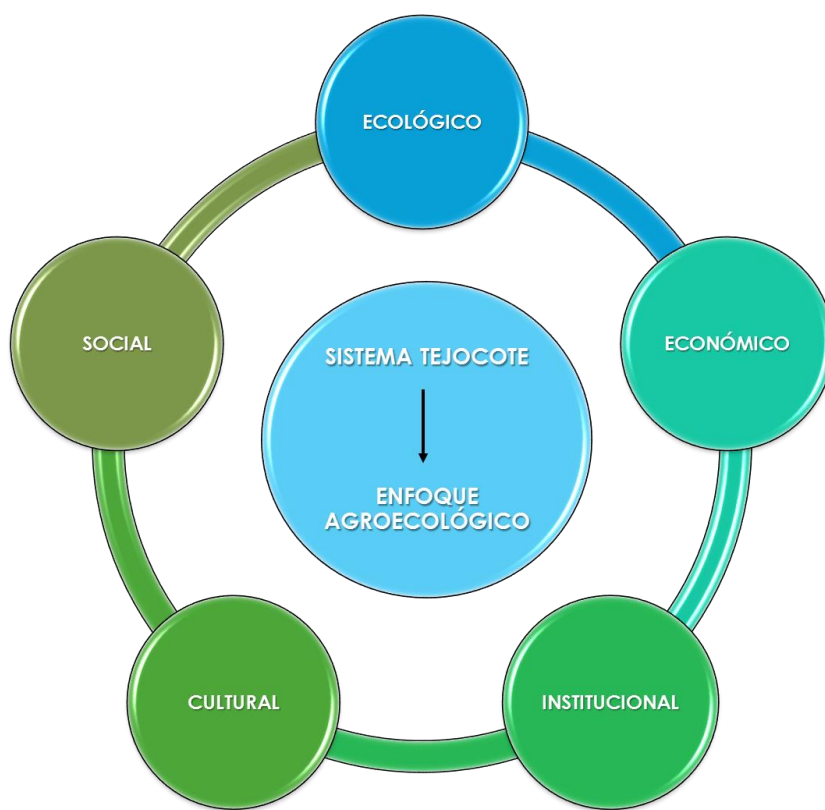 ECOLÓGICO
SOCIAL
ECONÓMICO
SISTEMA TEJOCOTE
ENFOQUE
AGROECOLÓGICO
CULTURAL
INSTITUCIONAL